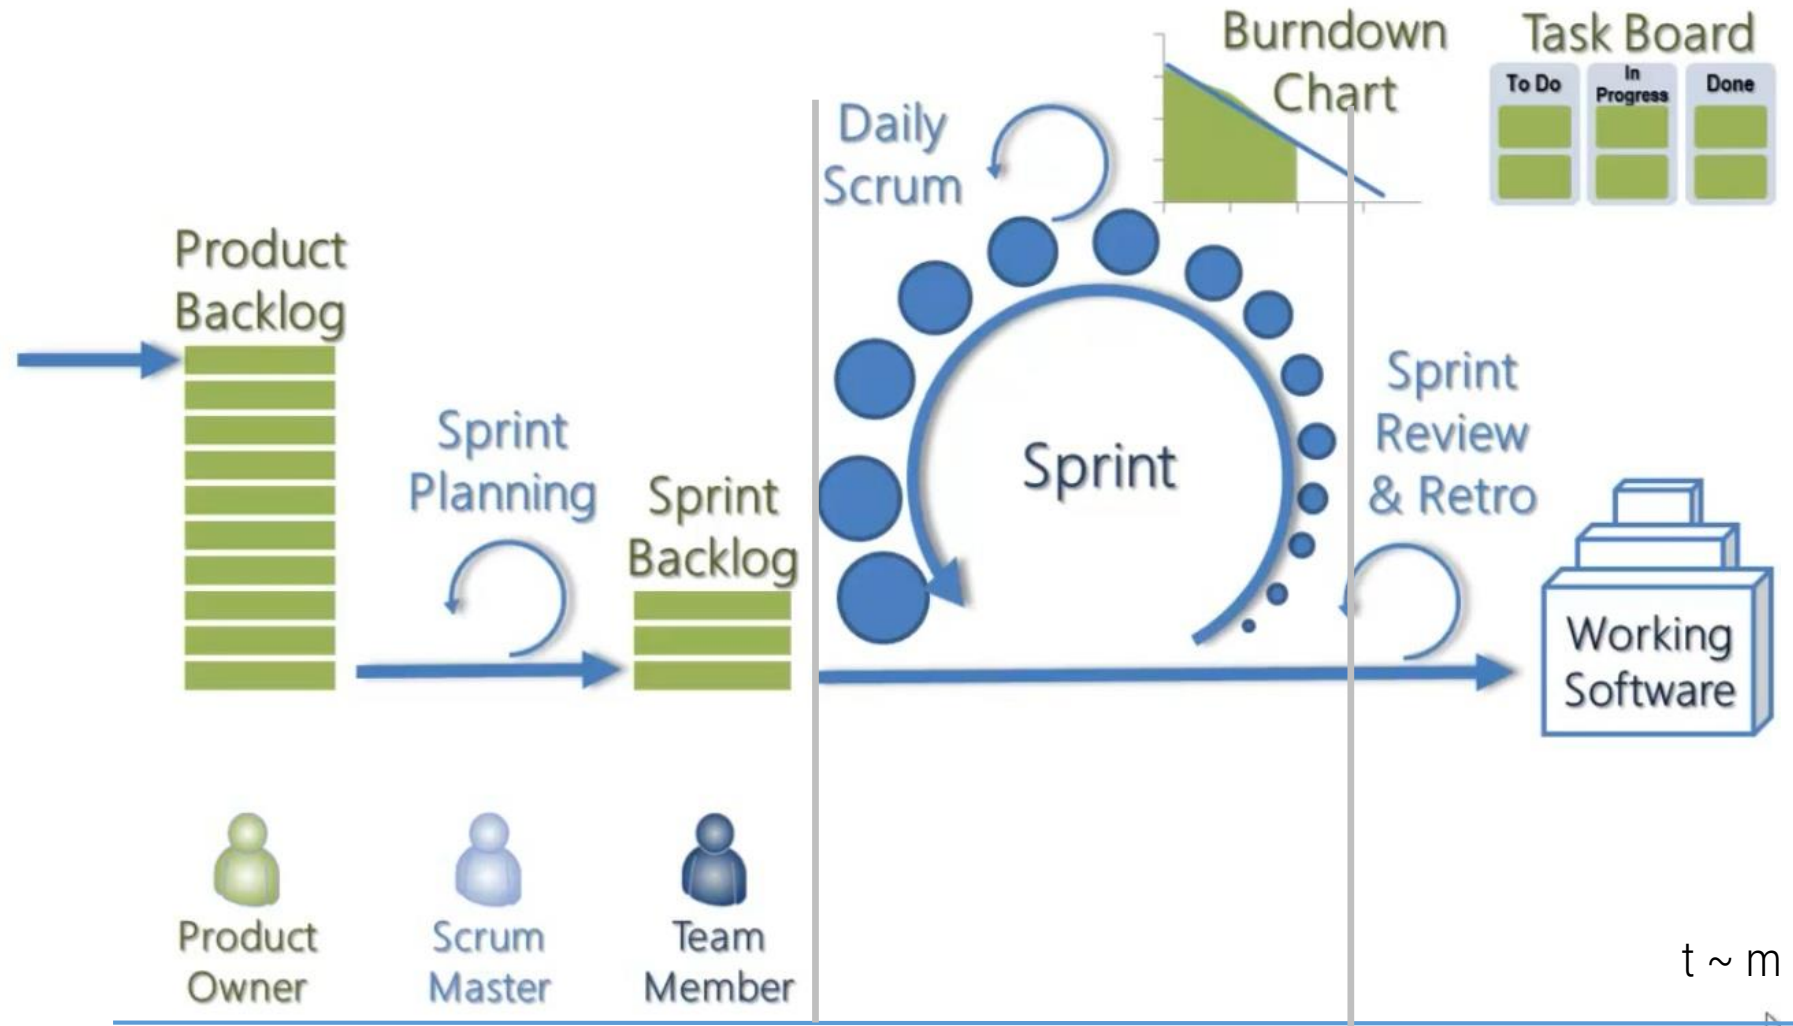 Burndown
Chart
Task Board
To Do
In
Progress
Done
Daily
Scrum
Product
Backlog
Sprint
Planning
Sprint
Backlog
Sprint
Sprint
Review
& Retro
Working
Software
Product
Owner
Scrum
Master
Team
Member
t ~ m